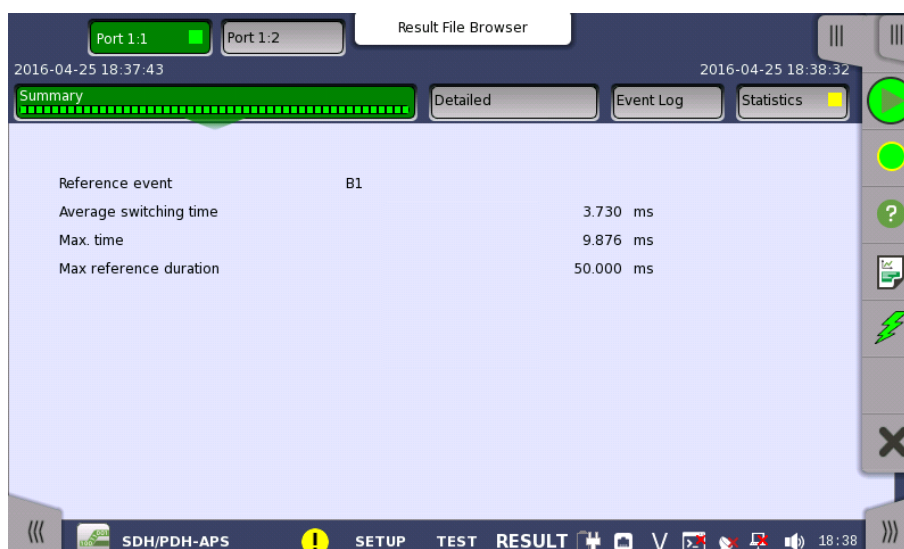 Port 1:1
Port 1:2
Result File Browser
2016-04-25 18:37:43
2016-04-25 18:38:32
Summary
Detailed
Event Log
Statistics
Reference event B1
Average switching time 3.730 ms
Max. time 9.876 ms
Max reference duration 50.000 ms
SDH/PDH-APS
SETUP
TEST
RESULT
V
18:38